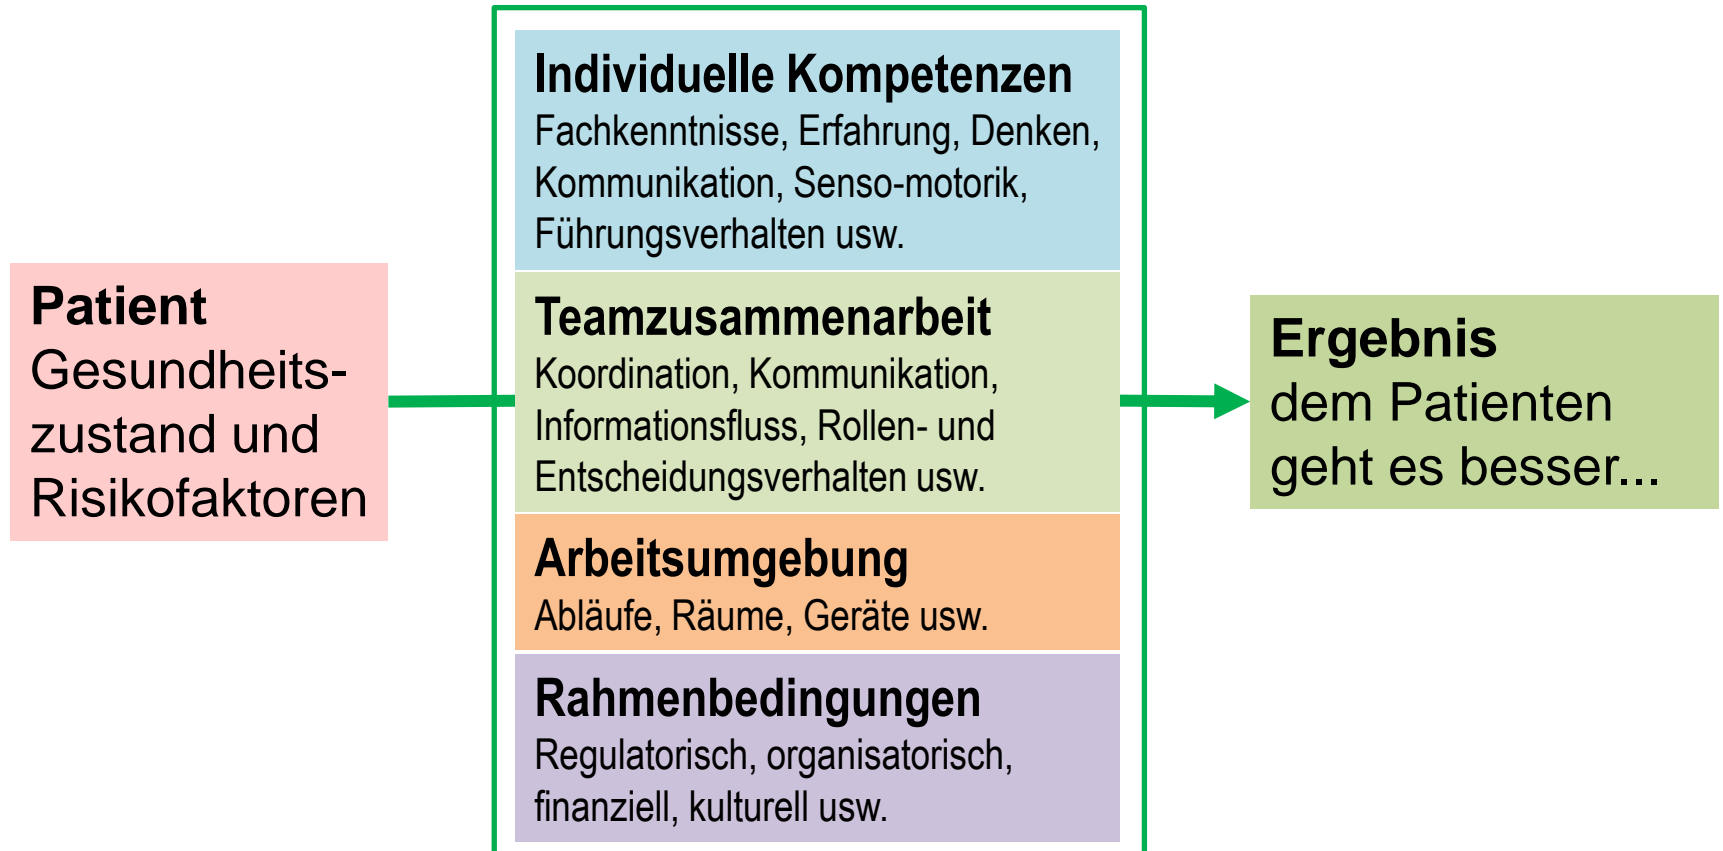 Patient
Gesundheits-
zustand und
Risikofaktoren
Individuelle Kompetenzen
Fachkenntnisse, Erfahrung, Denken,
Kommunikation, Senso-motorik,
Führungsverhalten usw.
Teamzusammenarbeit
Koordination, Kommunikation,
Informationsfluss, Rollen- und
Entscheidungsverhalten usw.
Arbeitsumgebung
Abläufe, Räume, Geräte usw.
Rahmenbedingungen
Regulatorisch, organisatorisch,
finanziell, kulturell usw.
Ergebnis
dem Patienten
geht es besser...